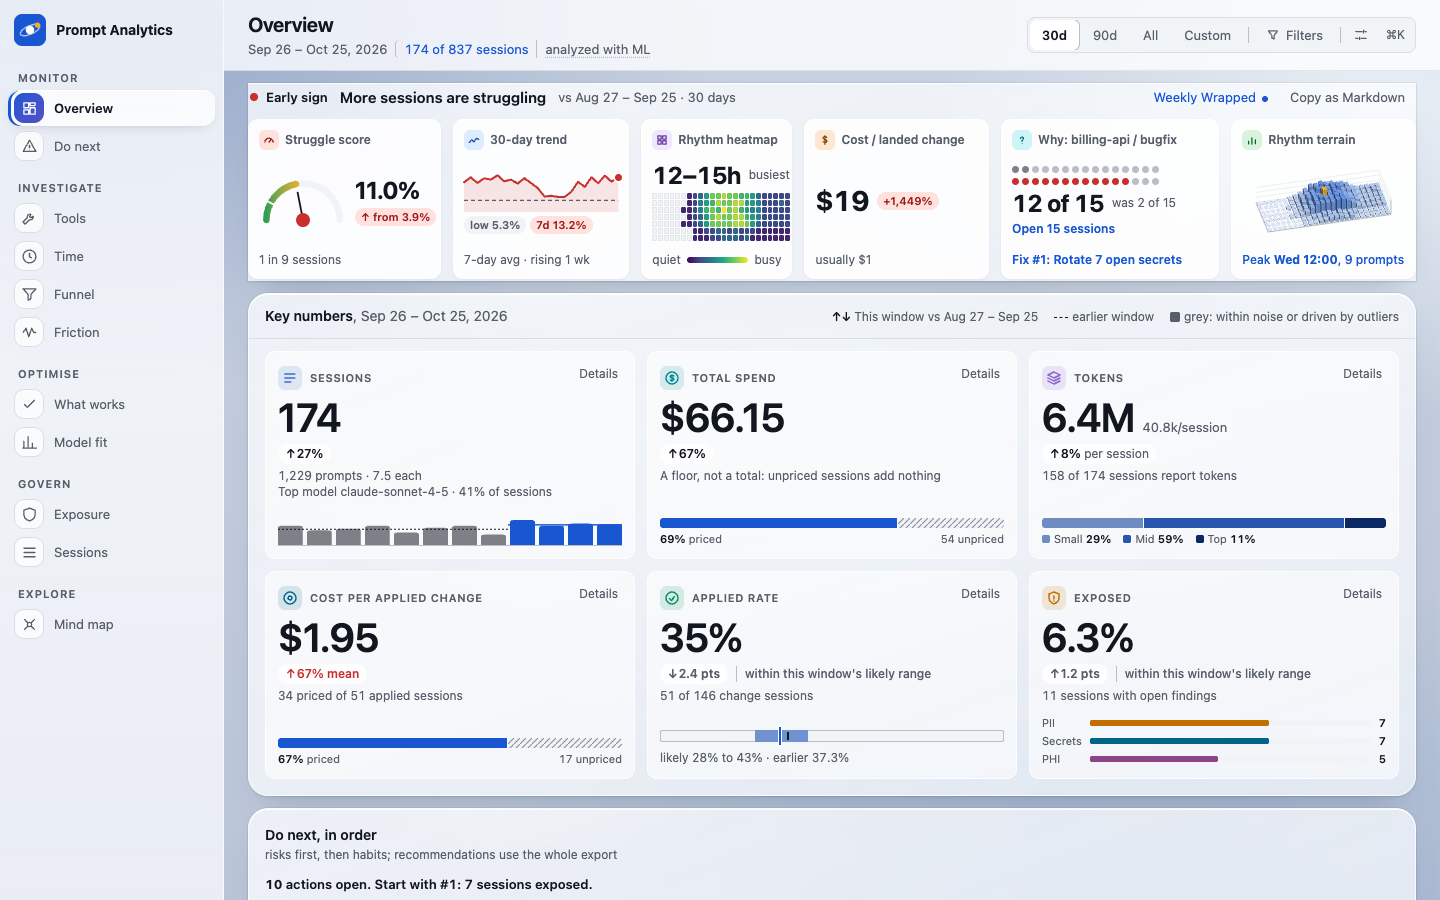 Prompt Analytics
MONITOR
Overview
Do next
INVESTIGATE
Tools
Time
Funnel
Friction
OPTIMISE
What works
Model fit
GOVERN
Exposure
Sessions
EXPLORE
Mind map
Overview
Sep 26 – Oct 25, 2026 174 of 837 sessions analyzed with ML
30d 90d All Custom Filters ⌘K
Early sign More sessions are struggling vs Aug 27 – Sep 25 · 30 days
Weekly Wrapped Copy as Markdown
Struggle score
11.0%
↑ from 3.9%
1 in 9 sessions
30-day trend
low 5.3% 7d 13.2%
7-day avg · rising 1 wk
Rhythm heatmap
12–15h busiest
quiet busy
$ Cost / landed change
$19 +1,449%
usually $1
? Why: billing-api / bugfix
12 of 15 was 2 of 15
Open 15 sessions
Fix #1: Rotate 7 open secrets
Rhythm terrain
Peak Wed 12:00, 9 prompts
Key numbers, Sep 26 – Oct 25, 2026
↑↓ This window vs Aug 27 – Sep 25 --- earlier window grey: within noise or driven by outliers
SESSIONS Details
174
↑27%
1,229 prompts · 7.5 each
Top model claude-sonnet-4-5 · 41% of sessions
$ TOTAL SPEND Details
$66.15
↑67%
A floor, not a total: unpriced sessions add nothing
69% priced 54 unpriced
TOKENS Details
6.4M 40.8k/session
↑8% per session
158 of 174 sessions report tokens
Small 29% Mid 59% Top 11%
COST PER APPLIED CHANGE Details
$1.95
↑67% mean
34 priced of 51 applied sessions
67% priced 17 unpriced
APPLIED RATE Details
35%
↓2.4 pts within this window's likely range
51 of 146 change sessions
likely 28% to 43% · earlier 37.3%
EXPOSED Details
6.3%
↑1.2 pts within this window's likely range
11 sessions with open findings
PII 7
Secrets 7
PHI 5
Do next, in order
risks first, then habits; recommendations use the whole export
10 actions open. Start with #1: 7 sessions exposed.